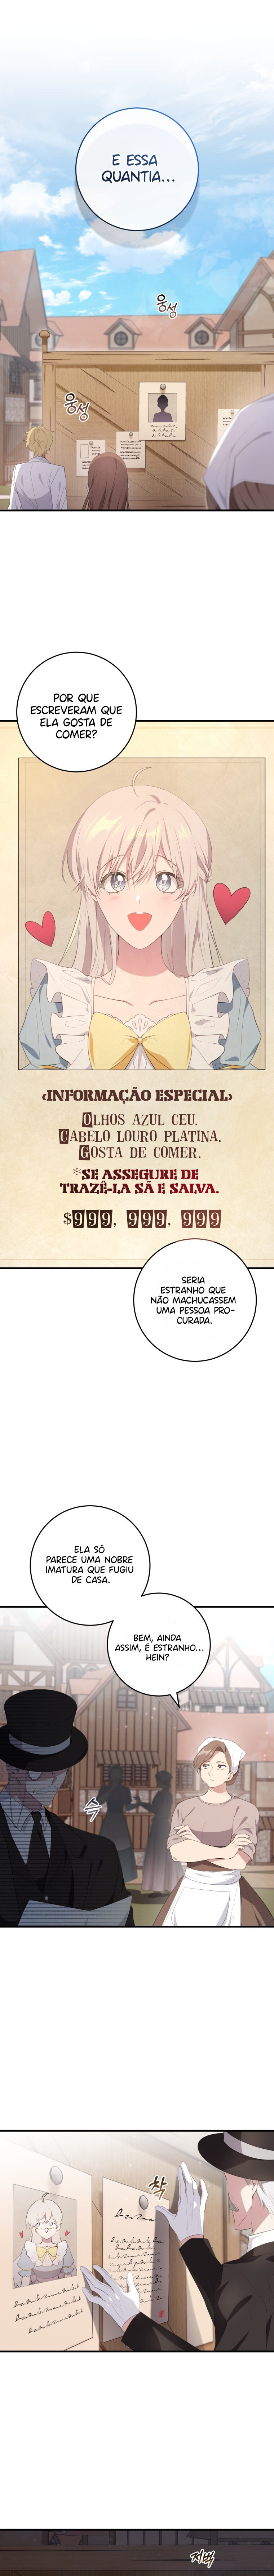 E ESSA
QUANTIA...
웅성
웅성
POR QUE
ESCREVERAM QUE
ELA GOSTA DE
COMER?
<INFORMAÇÃO ESPECIAL>
OLHOS AZUL CEU.
CABELO LOURO PLATINA.
GOSTA DE COMER.
*SE ASSEGURE DE
TRAZÊ-LA SÃ E SALVA.
$999, 999, 999
SERIA
ESTRANHO QUE
NÃO MACHUCASSEM
UMA PESSOA PRO-
CURADA.
ELA SÓ
PARECE UMA NOBRE
IMATURA QUE FUGIU
DE CASA.
BEM, AINDA
ASSIM, É ESTRANHO...
HEIN?
슥
착
저벅